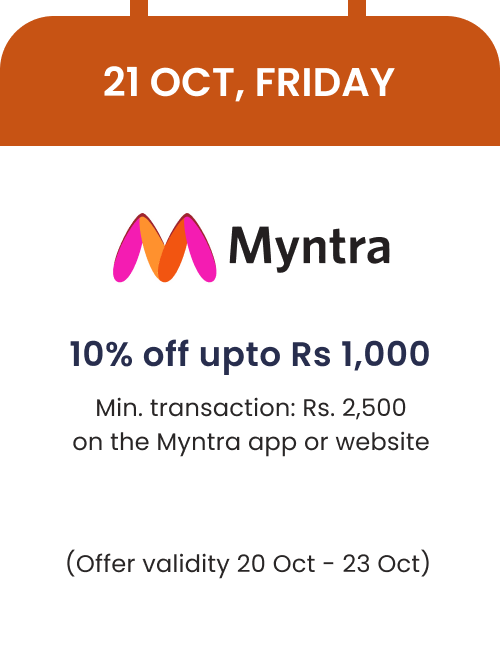 21 OCT, FRIDAY
Myntra
10% off upto Rs 1,000
Min. transaction: Rs. 2,500
on the Myntra app or website
(Offer validity 20 Oct - 23 Oct)